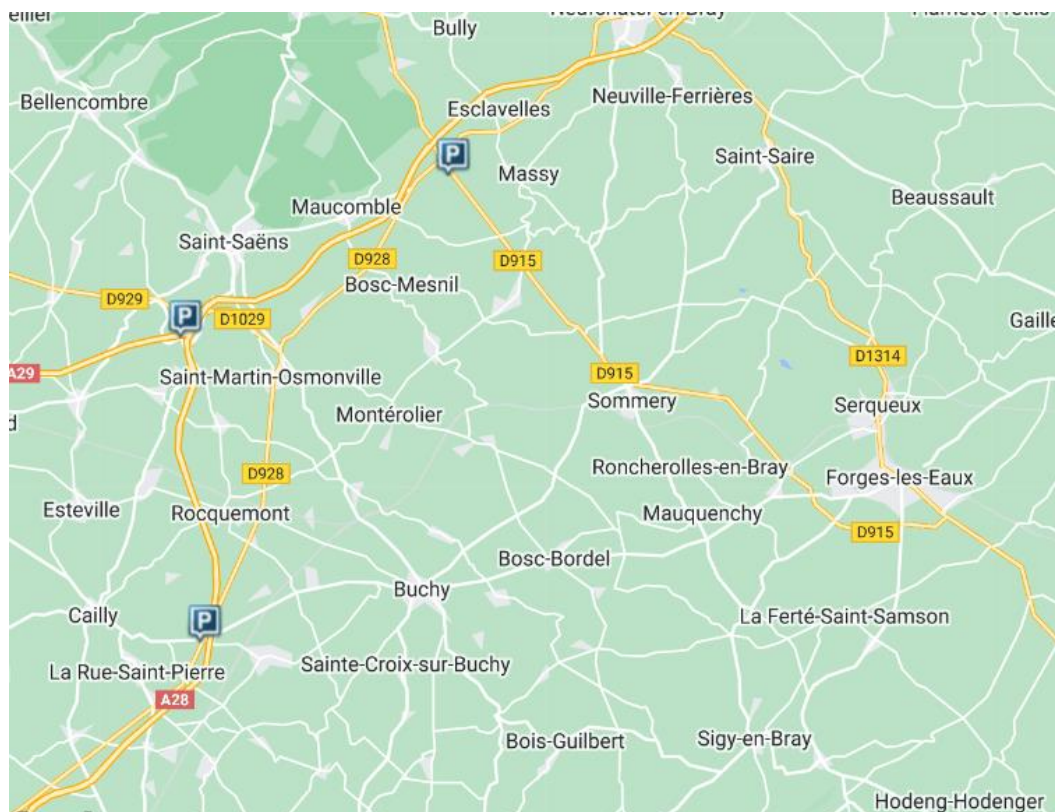 Bully
Bellencombre
Esclavelles
Neuville-Ferrières
Saint-Saire
P
Massy
Beaussault
Maucomble
Saint-Saëns
D928
D915
Bosc-Mesnil
D929
P
D1029
D1314
A29
Saint-Martin-Osmonville
D915
Sommery
Serqueux
Montérolier
Roncherolles-en-Bray
D928
Forges-les-Eaux
Esteville
Rocquemont
Mauquenchy
D915
Bosc-Bordel
Buchy
Cailly
P
La Ferté-Saint-Samson
La Rue-Saint-Pierre
Sainte-Croix-sur-Buchy
A28
Bois-Guilbert
Sigy-en-Bray
Hodeng-Hodenger